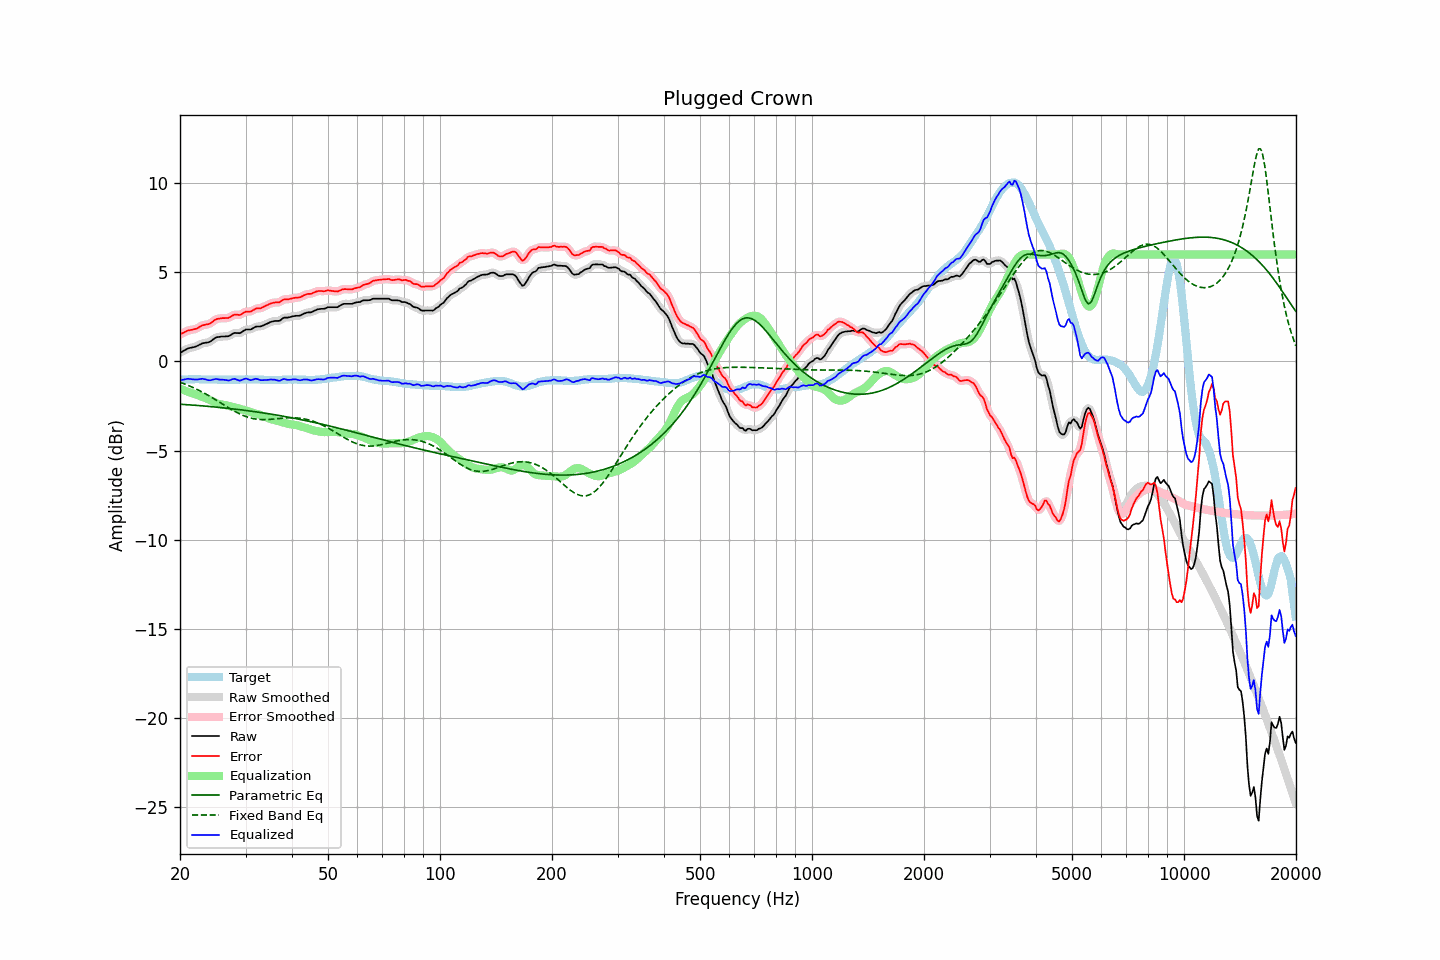 Plugged Crown
Amplitude (dBr)
10
5
0
−5
−10
−15
−20
−25
Target
Raw Smoothed
Error Smoothed
Raw
Error
Equalization
Parametric Eq
Fixed Band Eq
Equalized
20 50 100 200 500 1000 2000 5000 10000 20000
Frequency (Hz)